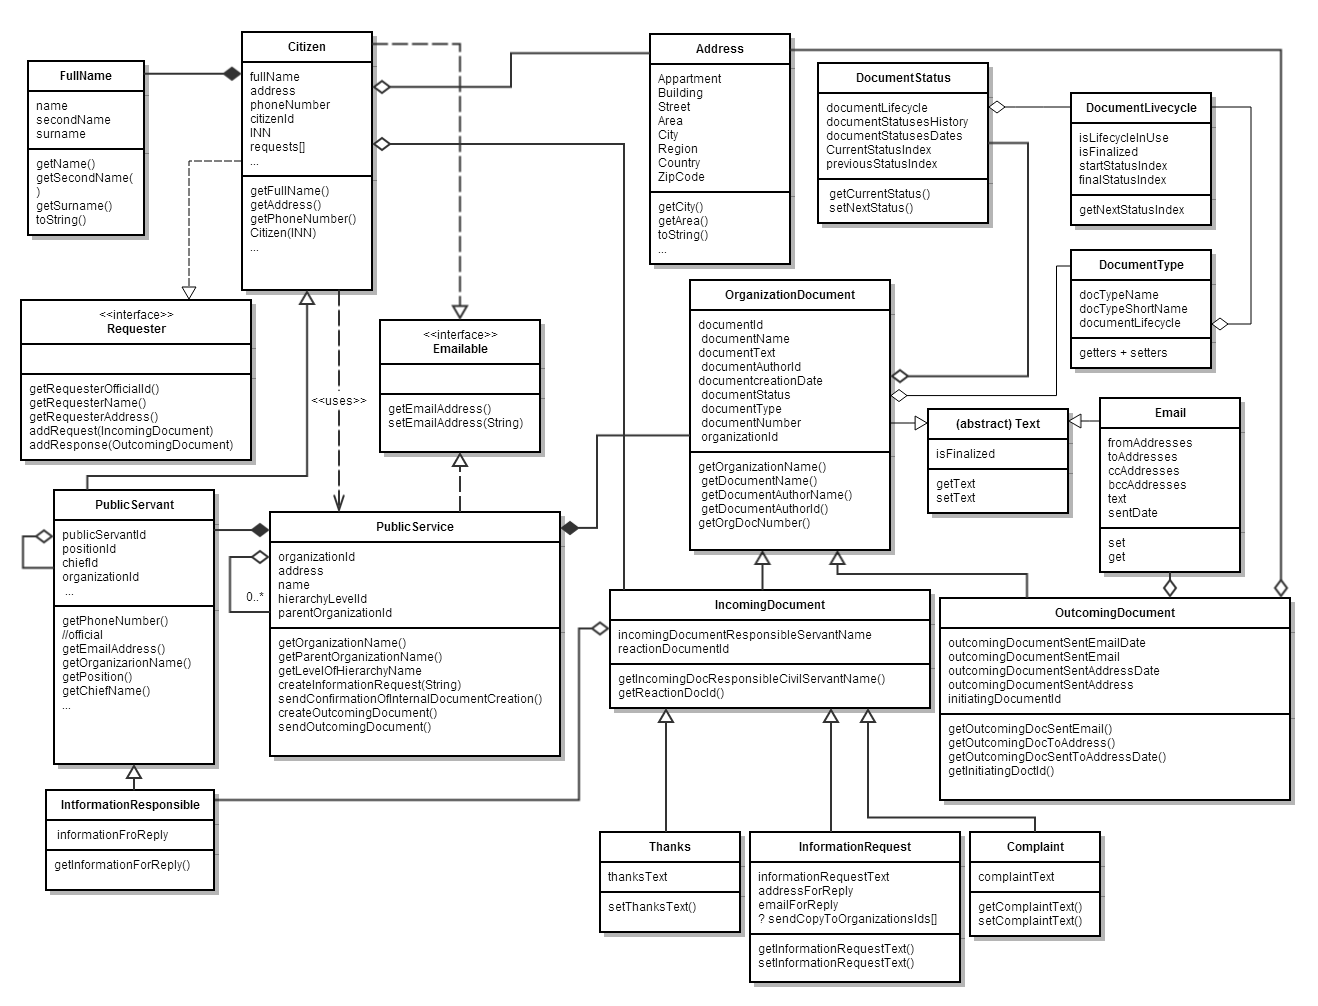 FullName
name
secondName
surname
getName()
getSecondName(
)
getSurname()
toString()
Citizen
fullName
address
phoneNumber
citizenId
INN
requests[]
...
getFullName()
getAddress()
getPhoneNumber()
Citizen(INN)
...
Address
Appartment
Building
Street
Area
City
Region
Country
ZipCode
getCity()
getArea()
toString()
...
DocumentStatus
documentLifecycle
documentStatusesHistory
documentStatusesDates
CurrentStatusIndex
previousStatusIndex
getCurrentStatus()
setNextStatus()
DocumentLivecycle
isLifecycleInUse
isFinalized
startStatusIndex
finalStatusIndex
getNextStatusIndex
DocumentType
docTypeName
docTypeShortName
documentLifecycle
getters + setters
<<interface>>
Requester
getRequesterOfficialId()
getRequesterName()
getRequesterAddress()
addRequest(IncomingDocument)
addResponse(OutcomingDocument)
<<uses>>
<<interface>>
Emailable
getEmailAddress()
setEmailAddress(String)
OrganizationDocument
documentId
documentName
documentText
documentAuthorId
documentcreationDate
documentStatus
documentType
documentNumber
organizationId
getOrganizationName()
getDocumentName()
getDocumentAuthorName()
getDocumentAuthorId()
getOrgDocNumber()
(abstract) Text
isFinalized
getText
setText
Email
fromAddresses
toAddresses
ccAddresses
bccAddresses
text
sentDate
set
get
PublicServant
publicServantId
positionId
chiefId
organizationId
...
getPhoneNumber()
//official
getEmailAddress()
getOrganizarionName()
getPosition()
getChiefName()
...
PublicService
organizationId
address
name
hierarchyLevelId
parentOrganizationId
0..*
getOrganizationName()
getParentOrganizationName()
getLevelOfHierarchyName
createInformationRequest(String)
sendConfirmationOfInternalDocumentCreation()
createOutcomingDocument()
sendOutcomingDocument()
IncomingDocument
incomingDocumentResponsibleServantName
reactionDocumentId
getIncomingDocResponsibleCivilServantName()
getReactionDocId()
OutcomingDocument
outcomingDocumentSentEmailDate
outcomingDocumentSentEmail
outcomingDocumentSentAddressDate
outcomingDocumentSentAddress
initiatingDocumentId
getOutcomingDocSentEmail()
getOutcomingDocToAddress()
getOutcomingDocSentToAddressDate()
getInitiatingDoctId()
IntformationResponsible
informationFroReply
getInformationForReply()
Thanks
thanksText
setThanksText()
InformationRequest
informationRequestText
addressForReply
emailForReply
? sendCopyToOrganizationsIds[]
getInformationRequestText()
setInformationRequestText()
Complaint
complaintText
getComplaintText()
setComplaintText()